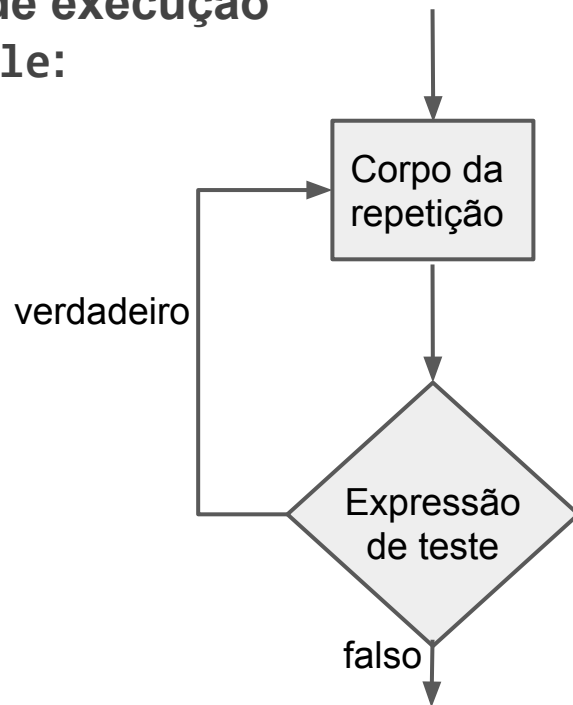 de execução
le:
Corpo da
repetição
verdadeiro
Expressão
de teste
falso